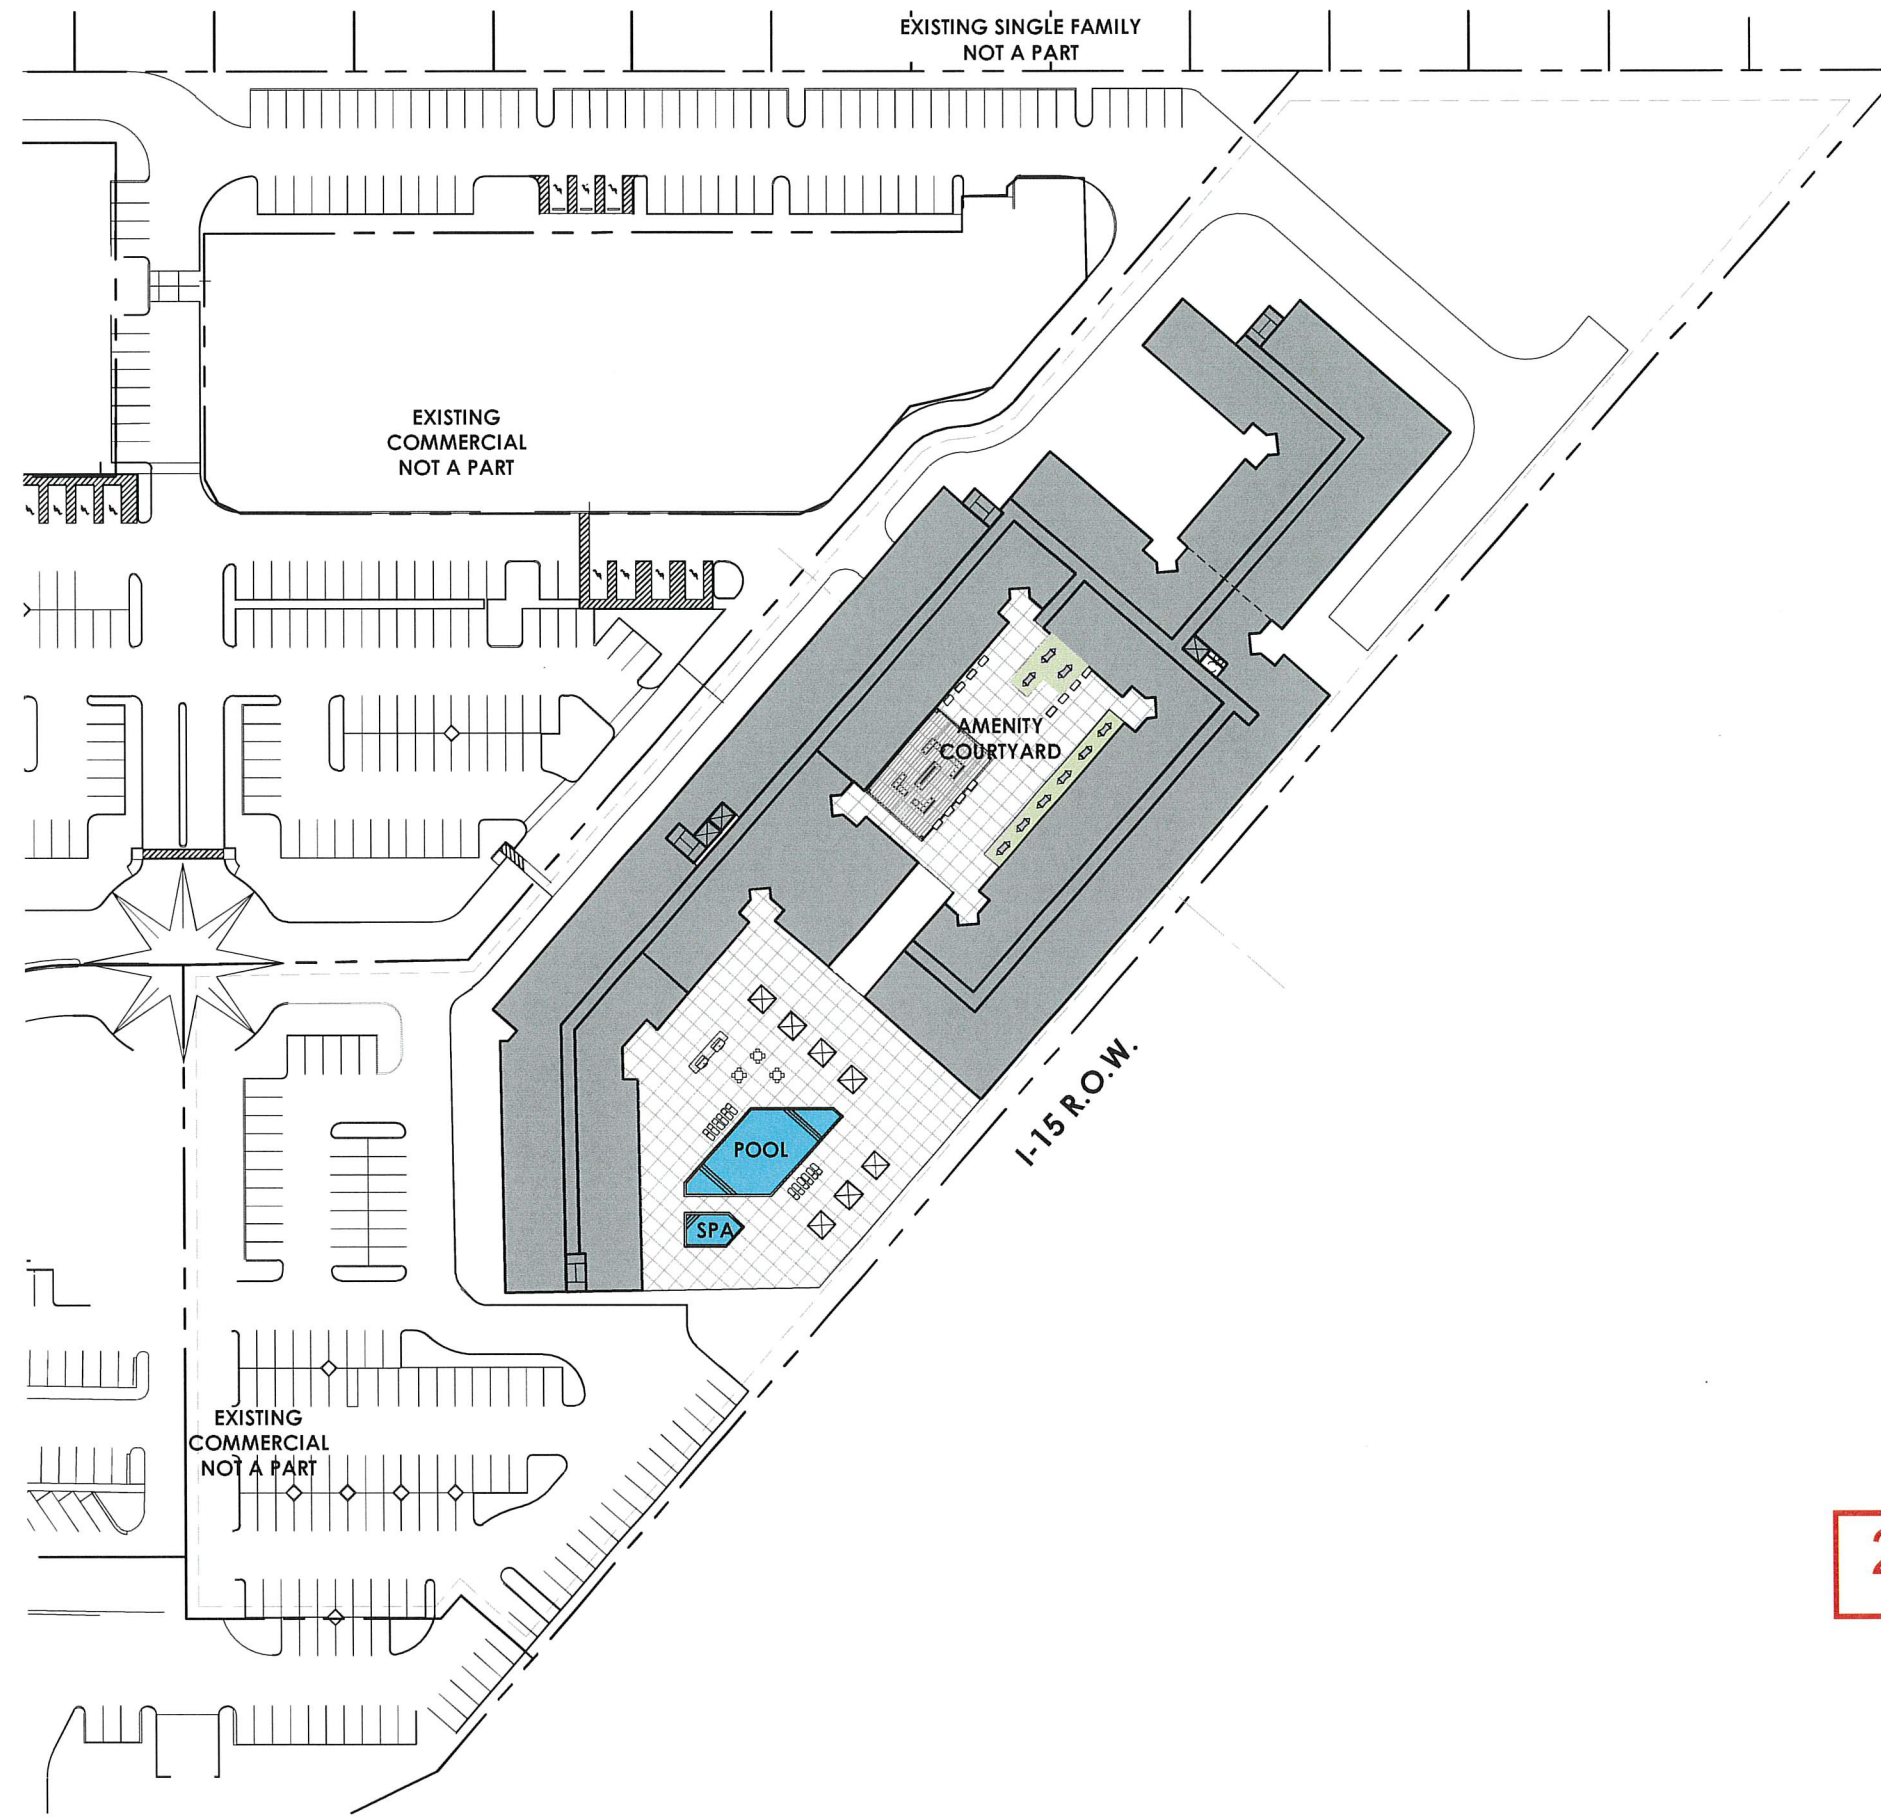 EXISTING SINGLE FAMILY
NOT A PART
EXISTING
COMMERCIAL
NOT A PART
AMENITY
COURTYARD
I-15 R.O.W.
POOL
SPA
EXISTING
COMMERCIAL
NOT A PART